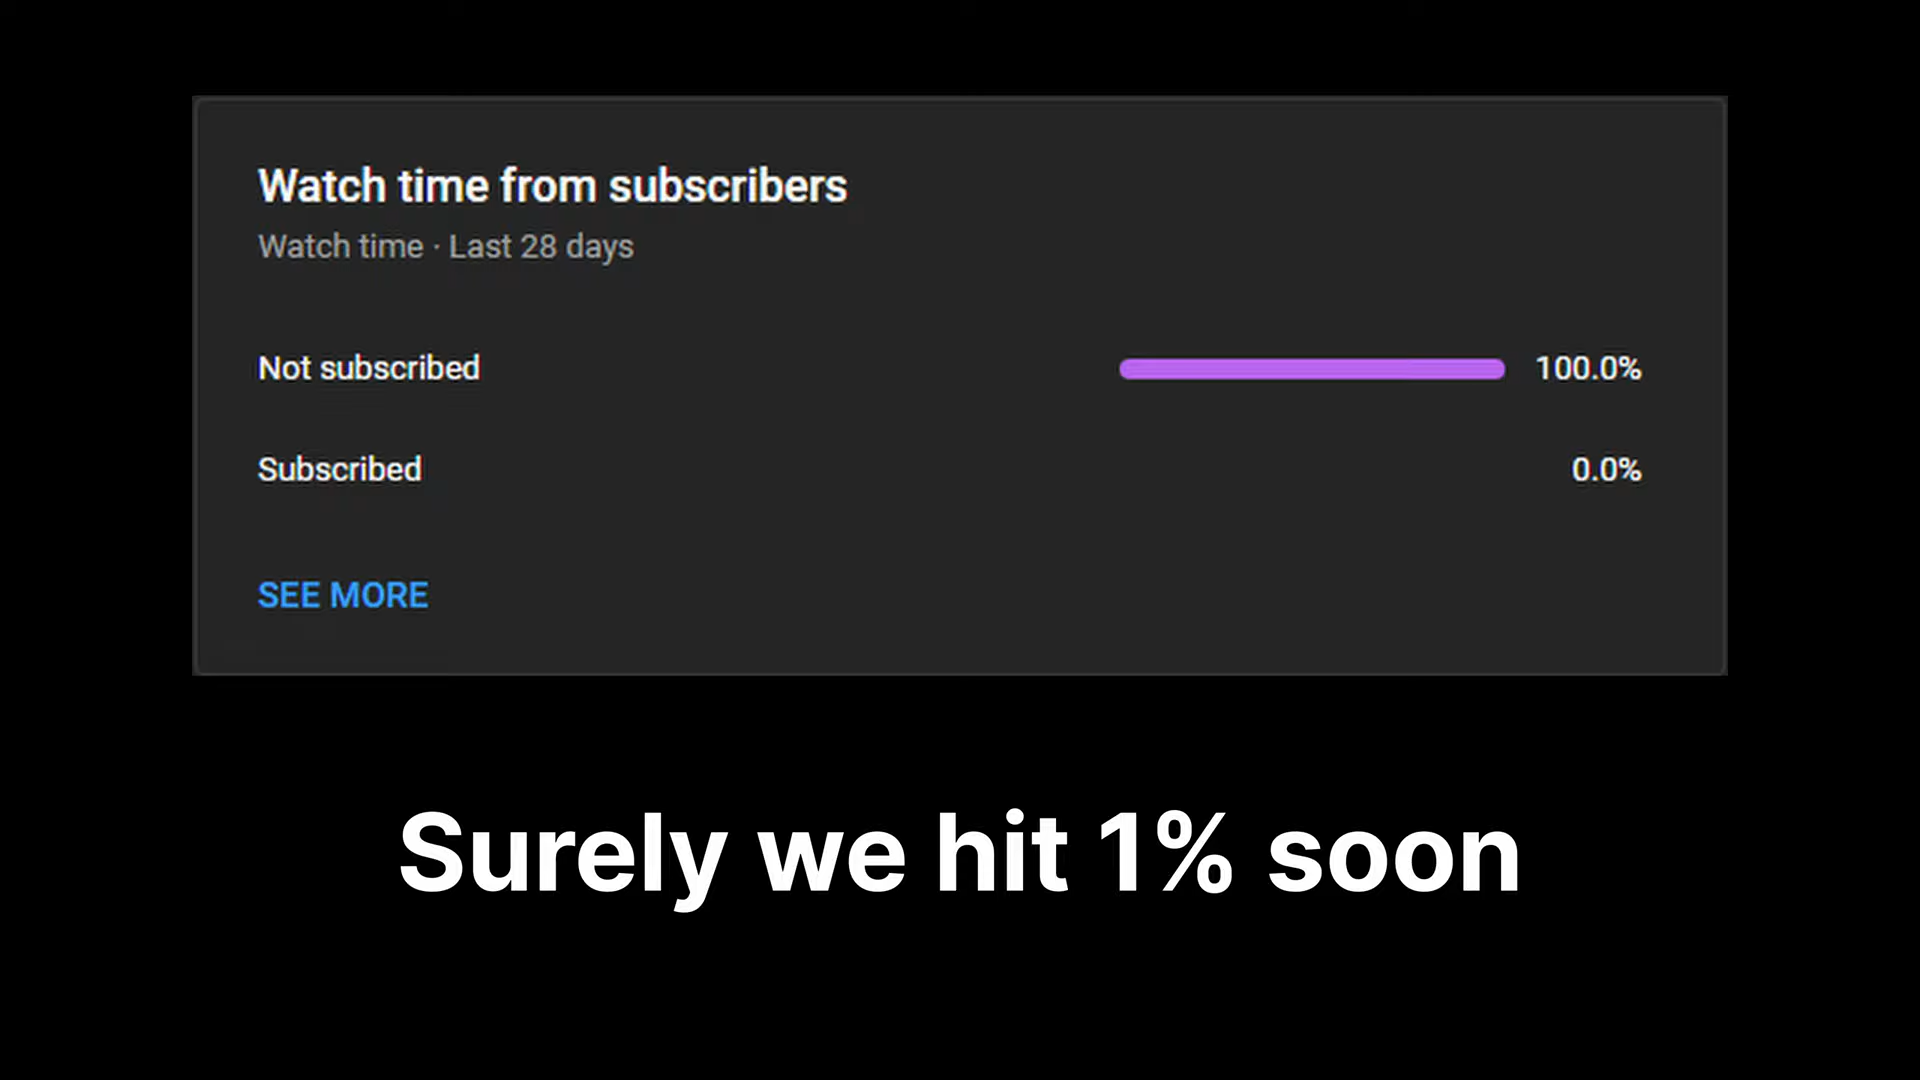 Watch time from subscribers
Watch time · Last 28 days
Not subscribed 100.0%
Subscribed 0.0%
SEE MORE
Surely we hit 1% soon